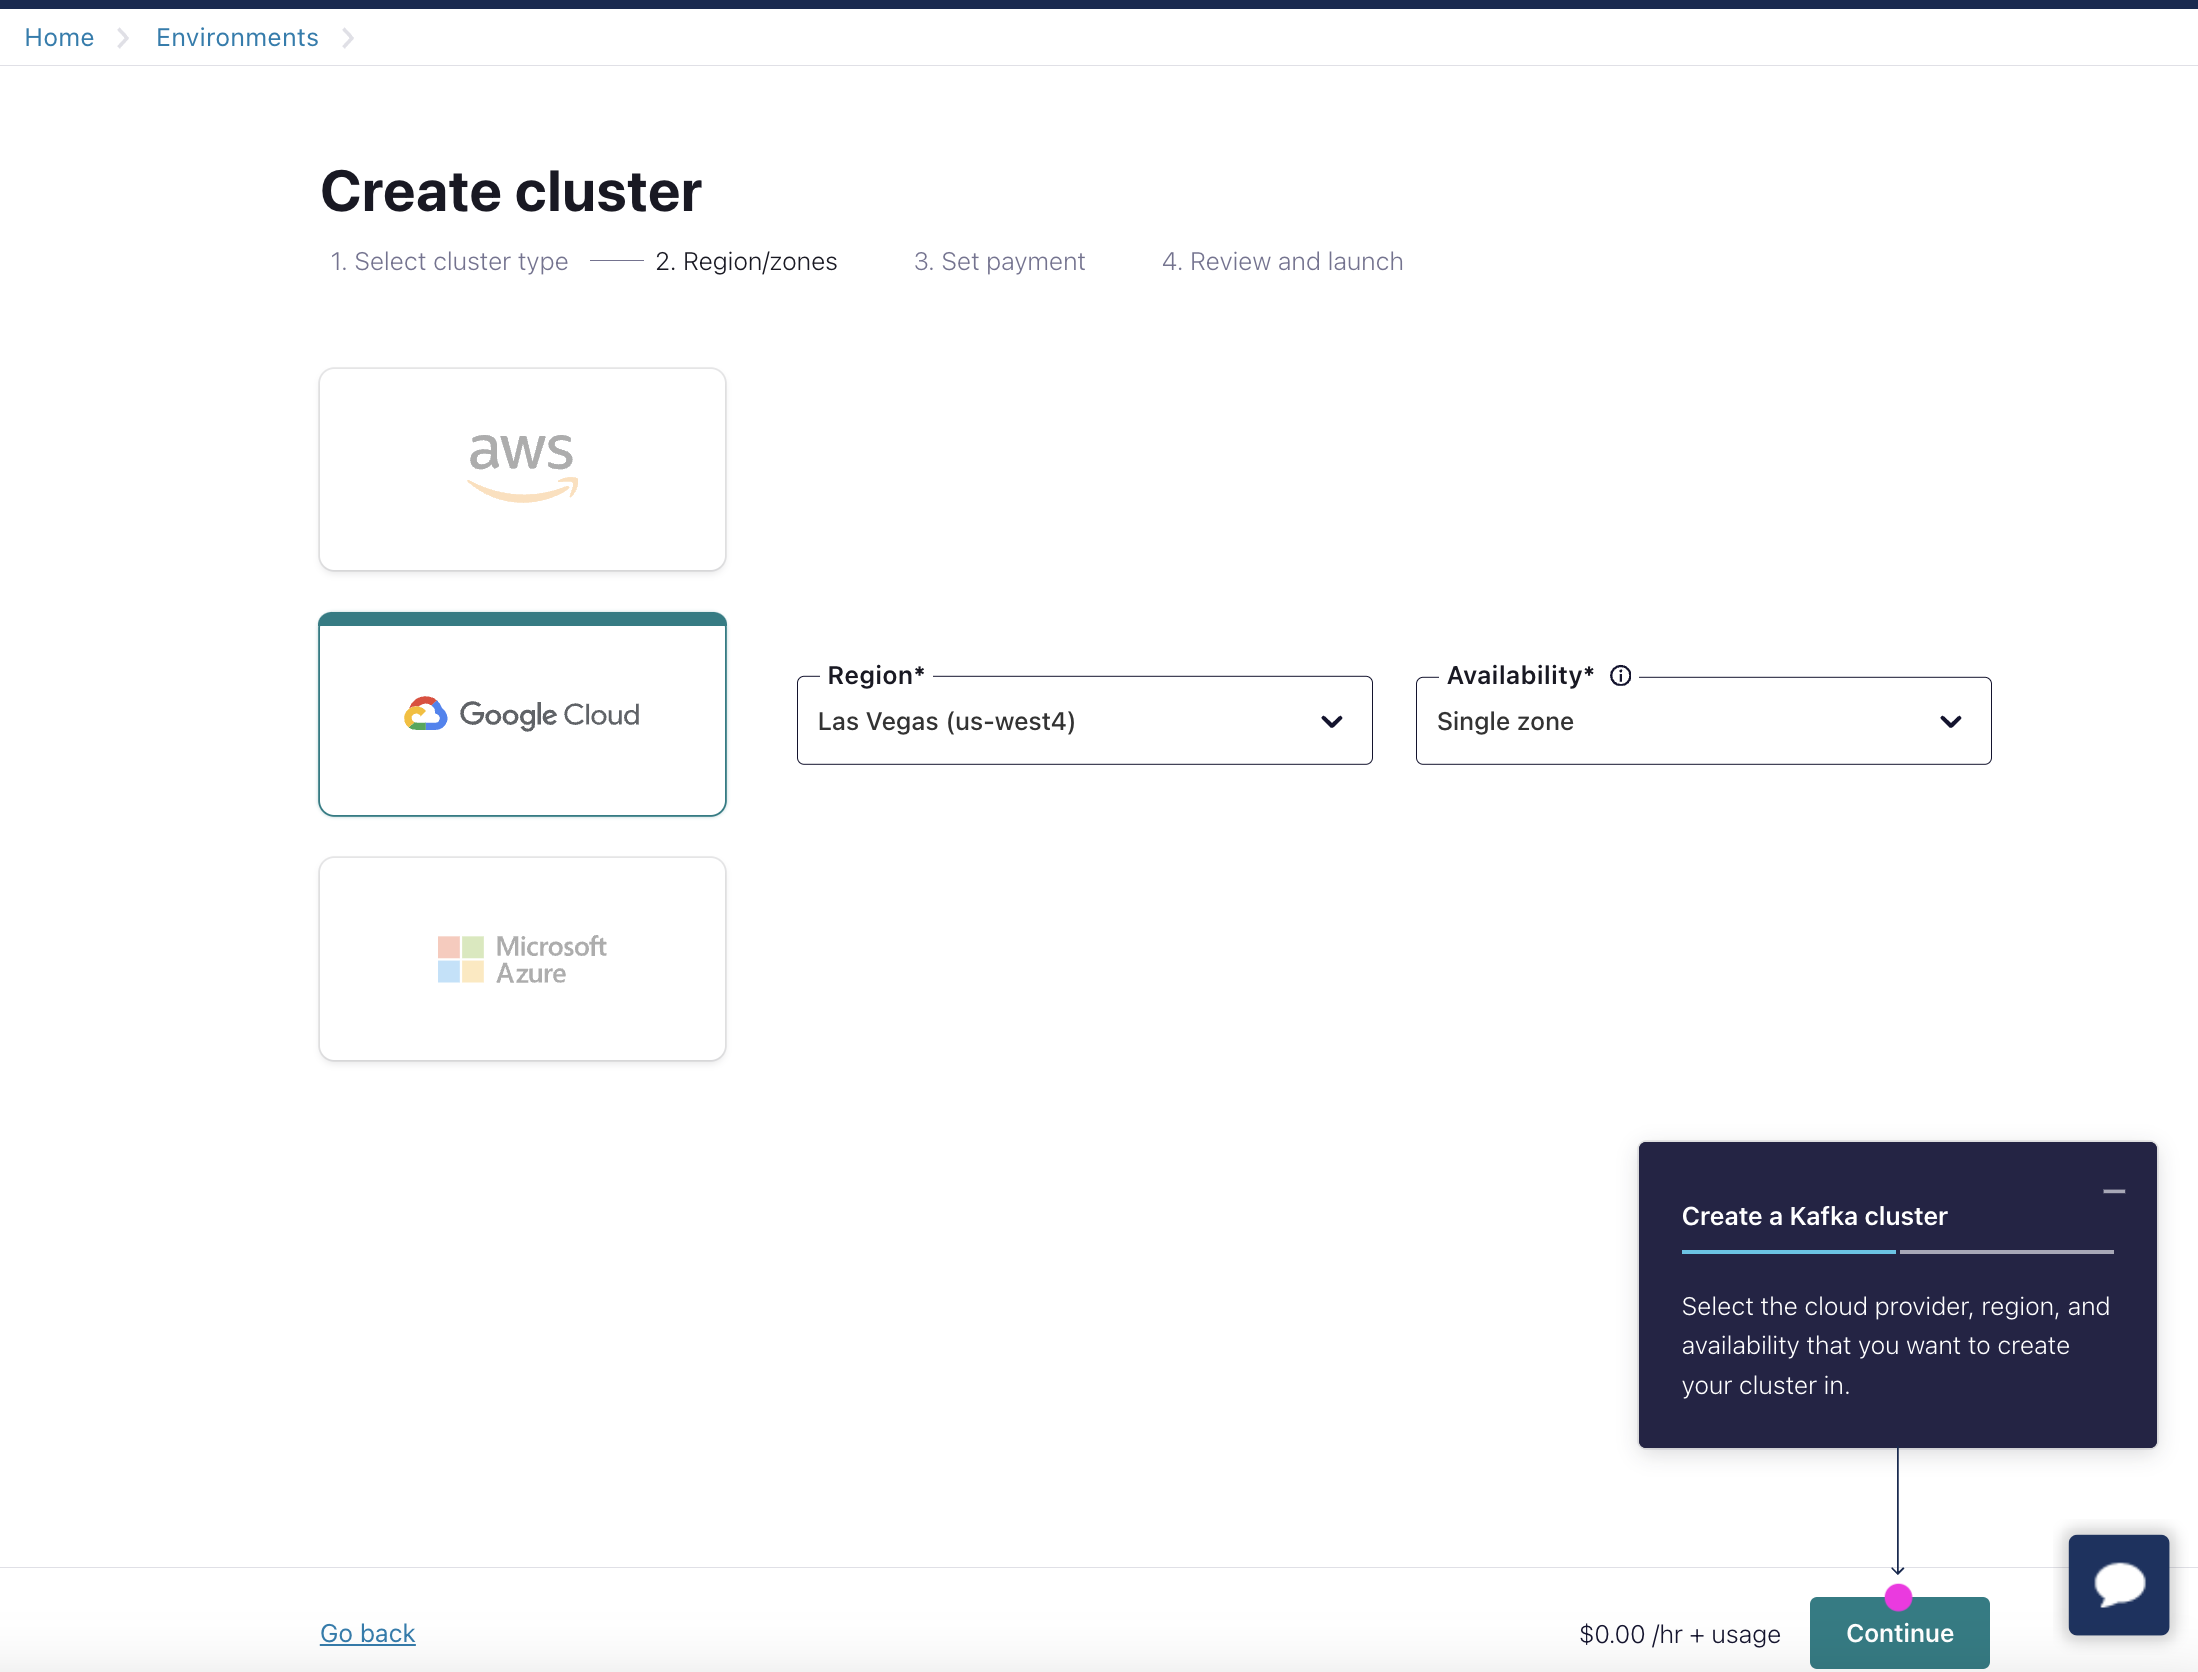 Home
Environments
Create cluster
1. Select cluster type
2. Region/zones
3. Set payment
4. Review and launch
aws
Google Cloud
Region*
Las Vegas (us-west4)
Availability*
Single zone
Microsoft
Azure
Create a Kafka cluster
Select the cloud provider, region, and
availability that you want to create
your cluster in.
Go back
$0.00 /hr + usage
Continue